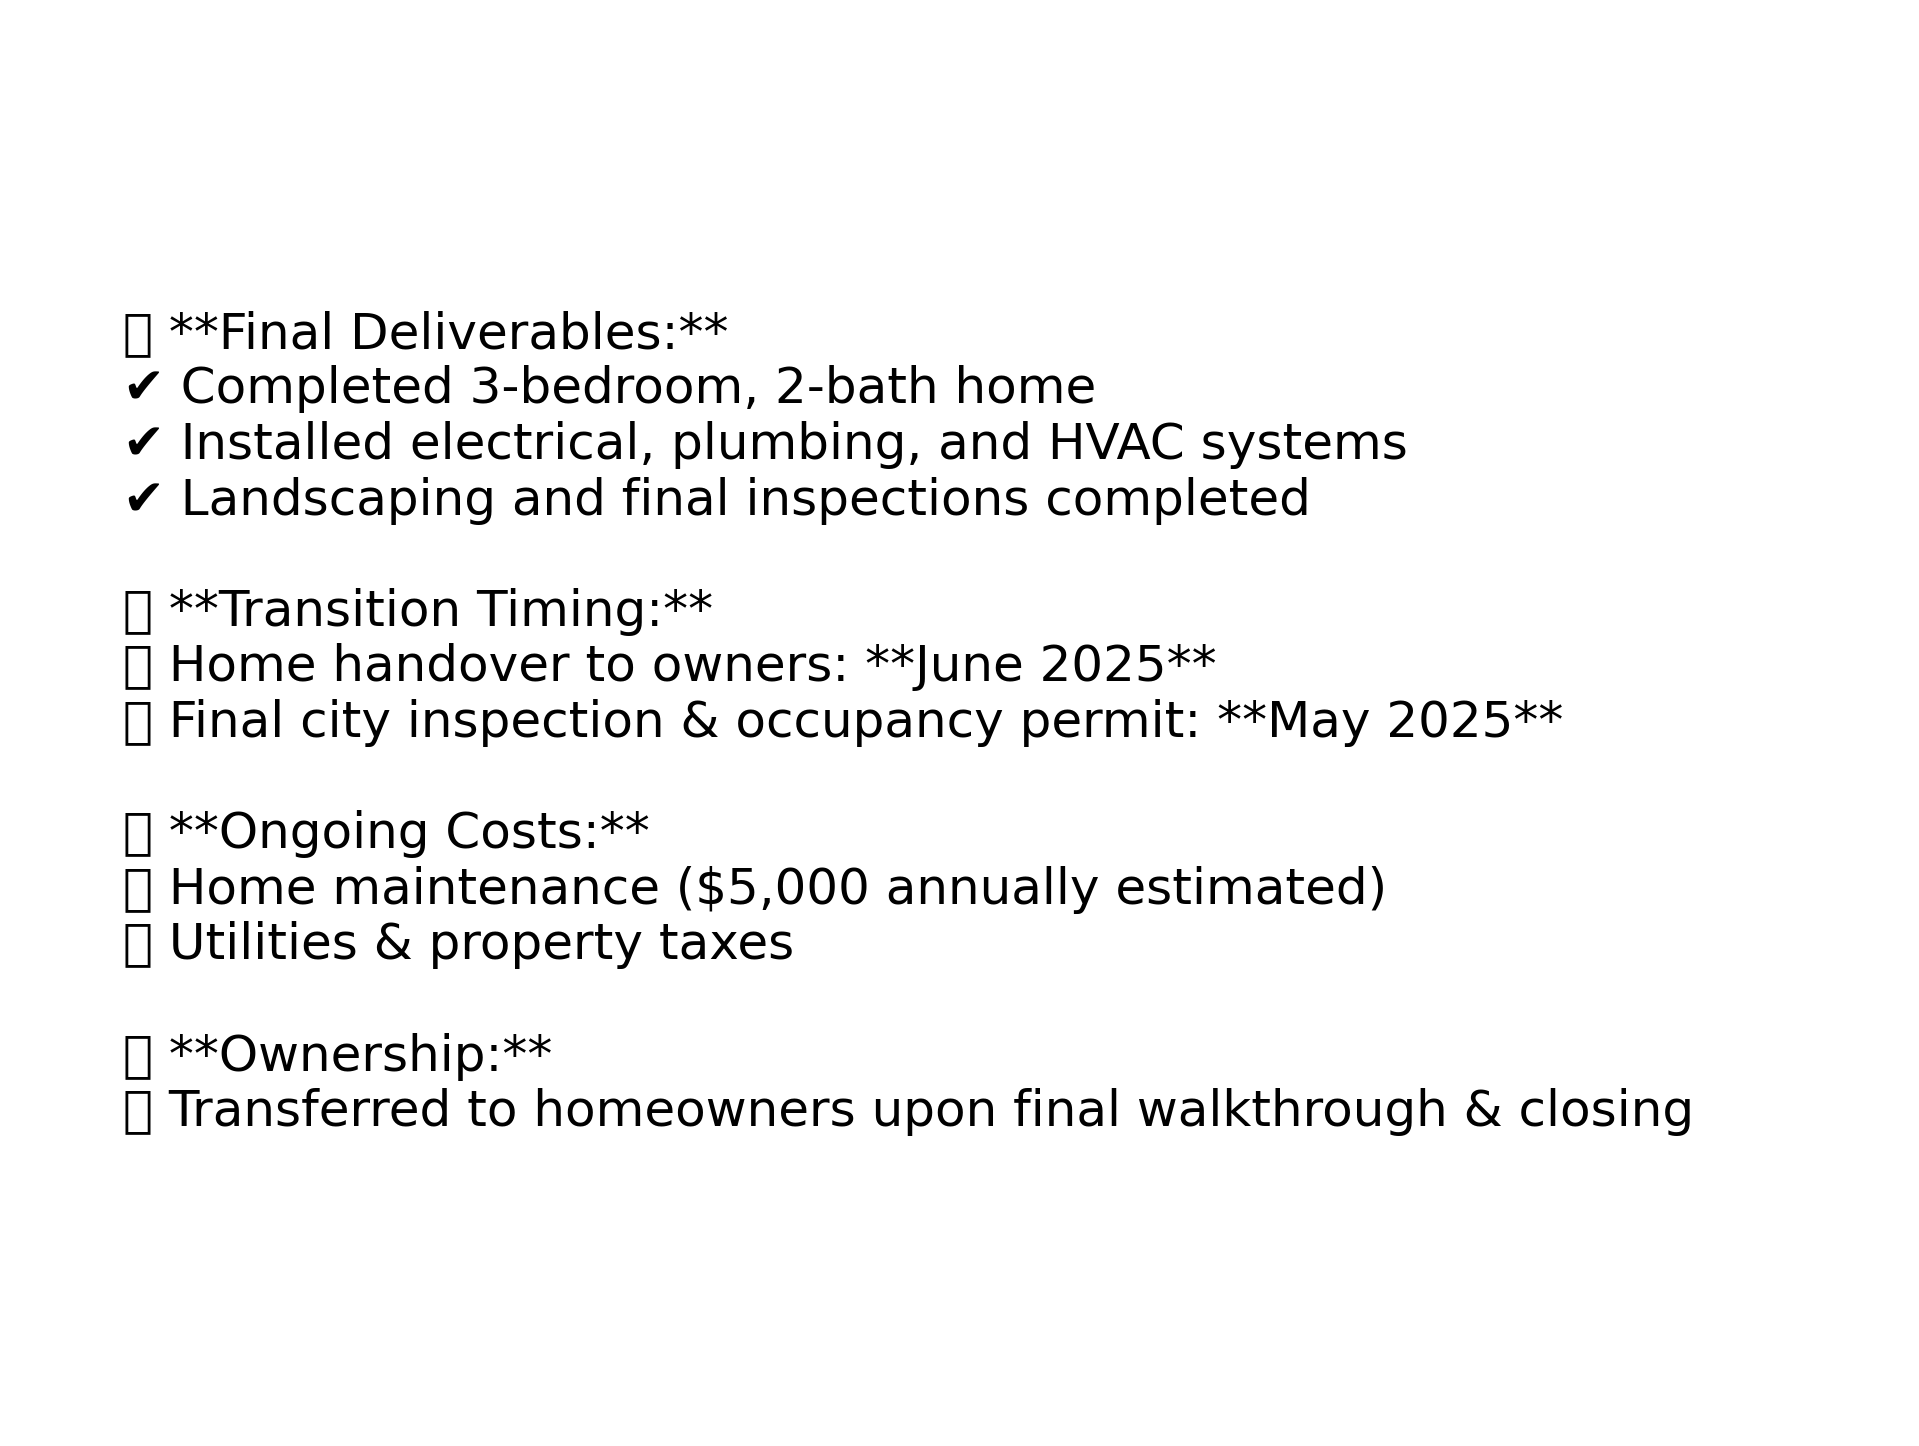 ▯ **Final Deliverables:**
✔ Completed 3-bedroom, 2-bath home
✔ Installed electrical, plumbing, and HVAC systems
✔ Landscaping and final inspections completed
▯ **Transition Timing:**
▯ Home handover to owners: **June 2025**
▯ Final city inspection & occupancy permit: **May 2025**
▯ **Ongoing Costs:**
▯ Home maintenance ($5,000 annually estimated)
▯ Utilities & property taxes
▯ **Ownership:**
▯ Transferred to homeowners upon final walkthrough & closing